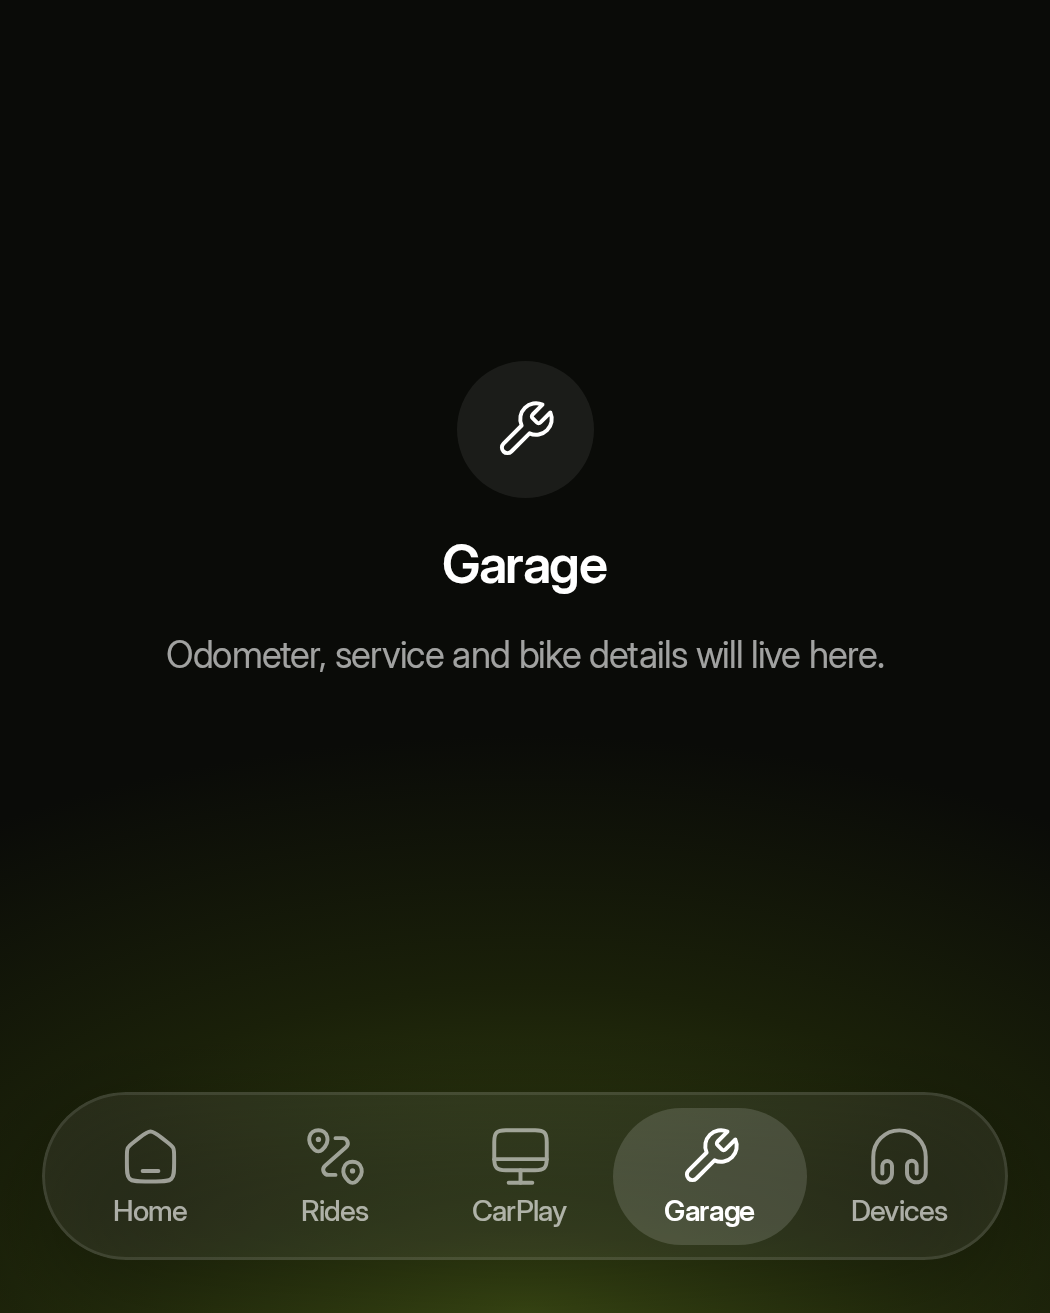 Garage
Odometer, service and bike details will live here.
Home
Rides
CarPlay
Garage
Devices